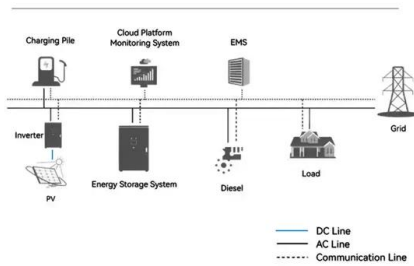 Charging Pile
Cloud Platform
Monitoring System
EMS
Grid
Inverter
PV
Energy Storage System
Diesel
Load
DC Line
AC Line
Communication Line